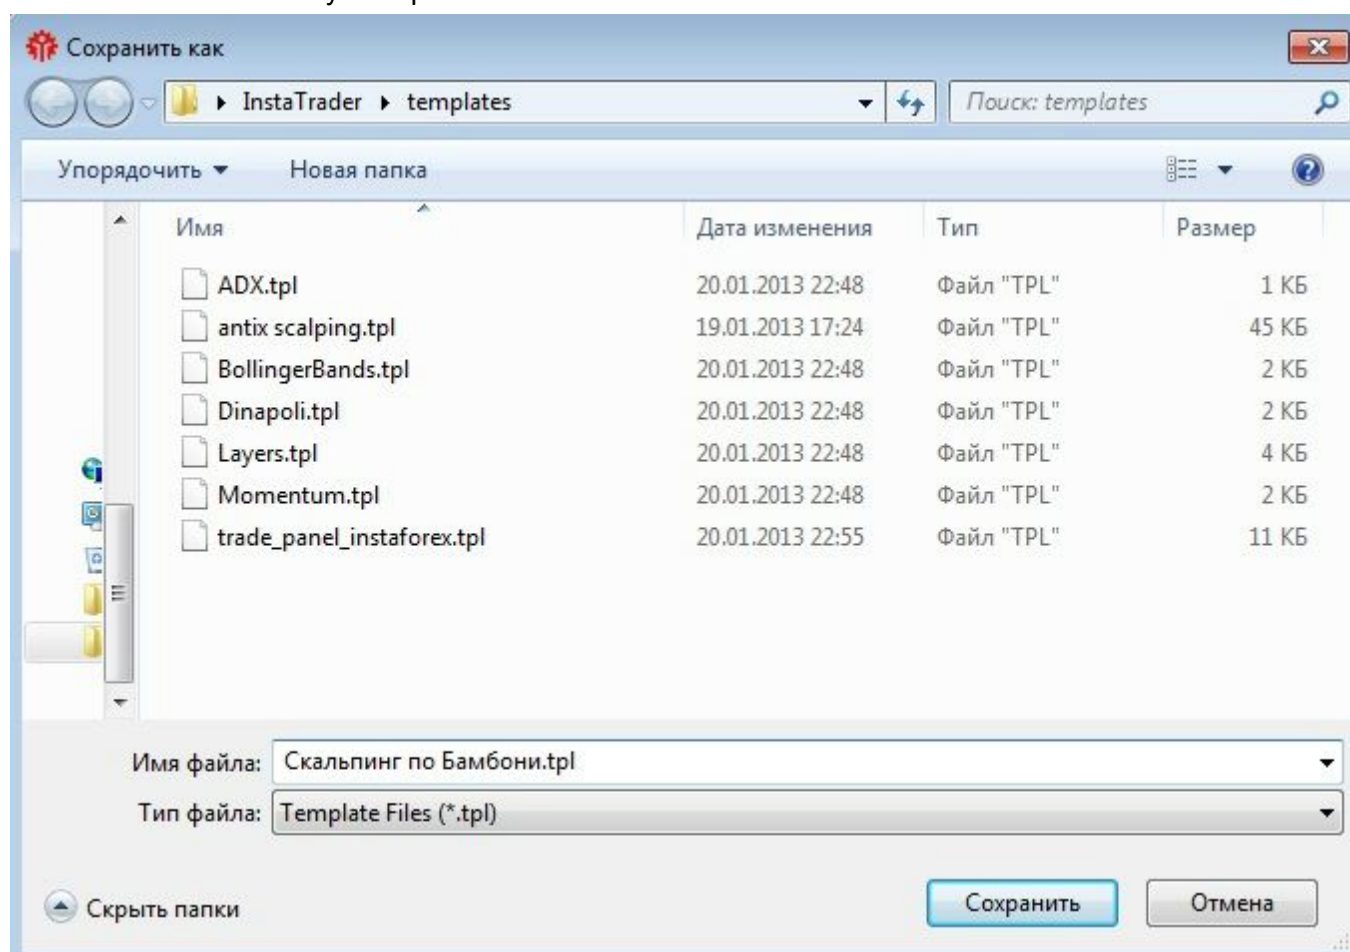 Сохранить как
InstaTrader templates Поиск: templates
Упорядочить Новая папка
Имя Дата изменения Тип Размер
ADX.tpl 20.01.2013 22:48 Файл "TPL" 1 КБ
antix scalping.tpl 19.01.2013 17:24 Файл "TPL" 45 КБ
BollingerBands.tpl 20.01.2013 22:48 Файл "TPL" 2 КБ
Dinapoli.tpl 20.01.2013 22:48 Файл "TPL" 2 КБ
Layers.tpl 20.01.2013 22:48 Файл "TPL" 4 КБ
Momentum.tpl 20.01.2013 22:48 Файл "TPL" 2 КБ
trade_panel_instaforex.tpl 20.01.2013 22:55 Файл "TPL" 11 КБ
Имя файла: Скальпинг по Бамбони.tpl
Тип файла: Template Files (*.tpl)
Скрыть папки Сохранить Отмена